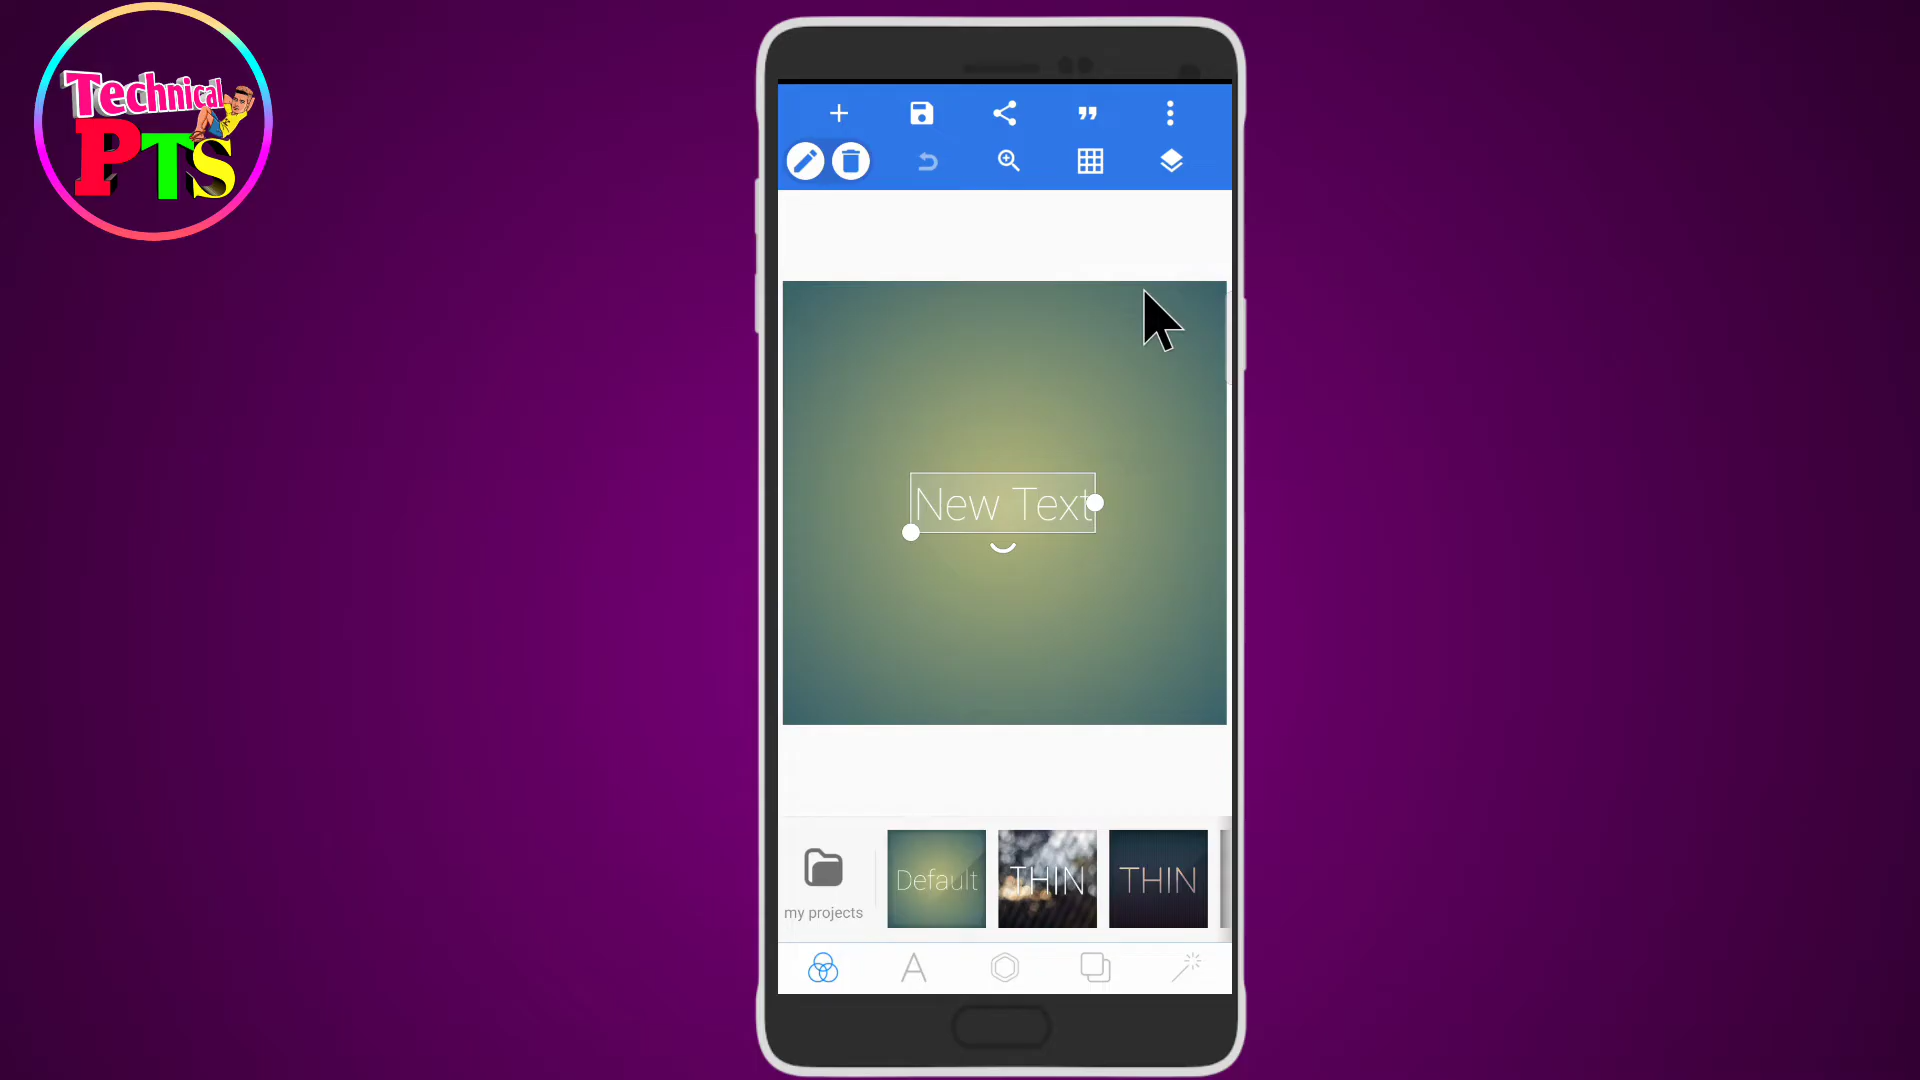 Technical
PTS
New Text
Default
THIN
THIN
my projects